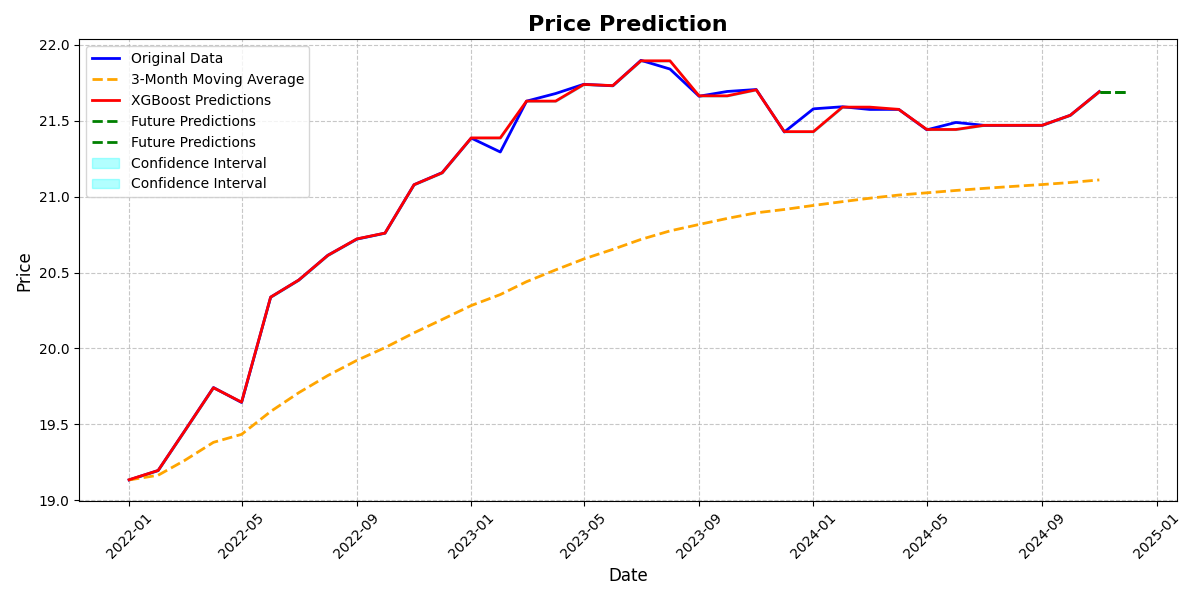 Price Prediction
22.0
21.5
21.0
20.5
20.0
19.5
19.0
Price
Original Data
3-Month Moving Average
XGBoost Predictions
Future Predictions
Future Predictions
Confidence Interval
Confidence Interval
2022-01
2022-05
2022-09
2023-01
2023-05
2023-09
2024-01
2024-05
2024-09
2025-01
Date